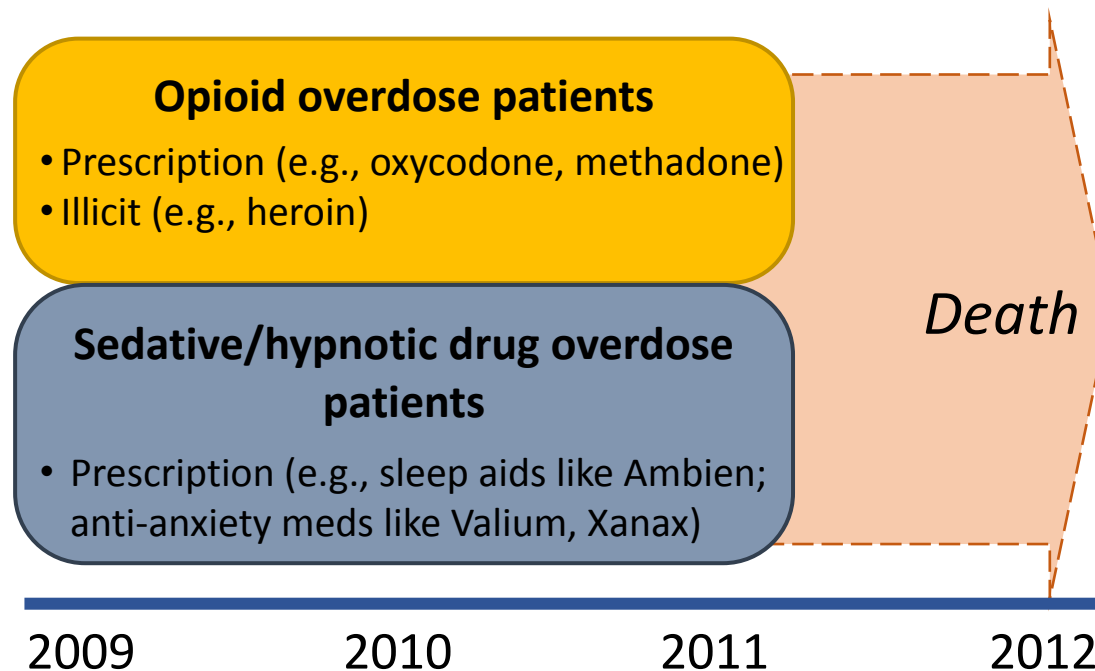 Opioid overdose patients
• Prescription (e.g., oxycodone, methadone)
• Illicit (e.g., heroin)
Sedative/hypnotic drug overdose
patients
• Prescription (e.g., sleep aids like Ambien;
anti-anxiety meds like Valium, Xanax)
Death
2009 2010 2011 2012